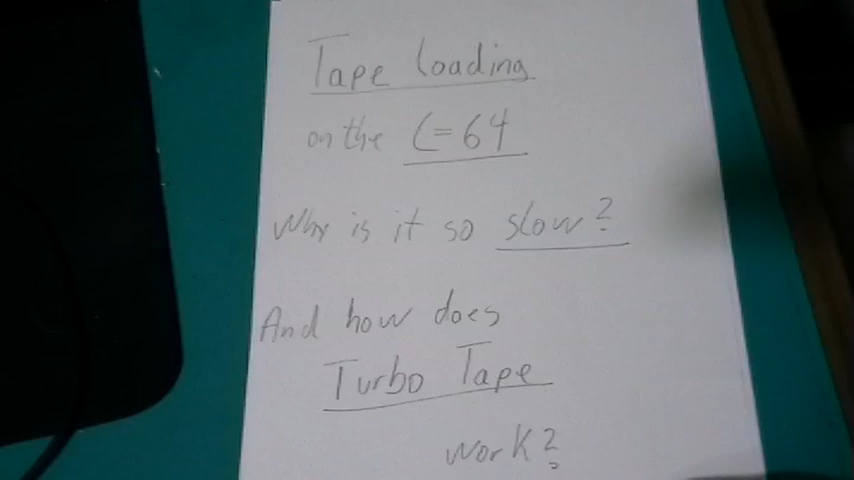 Tape loading
on the C=64
Why is it so slow?
And how does
Turbo Tape
work?